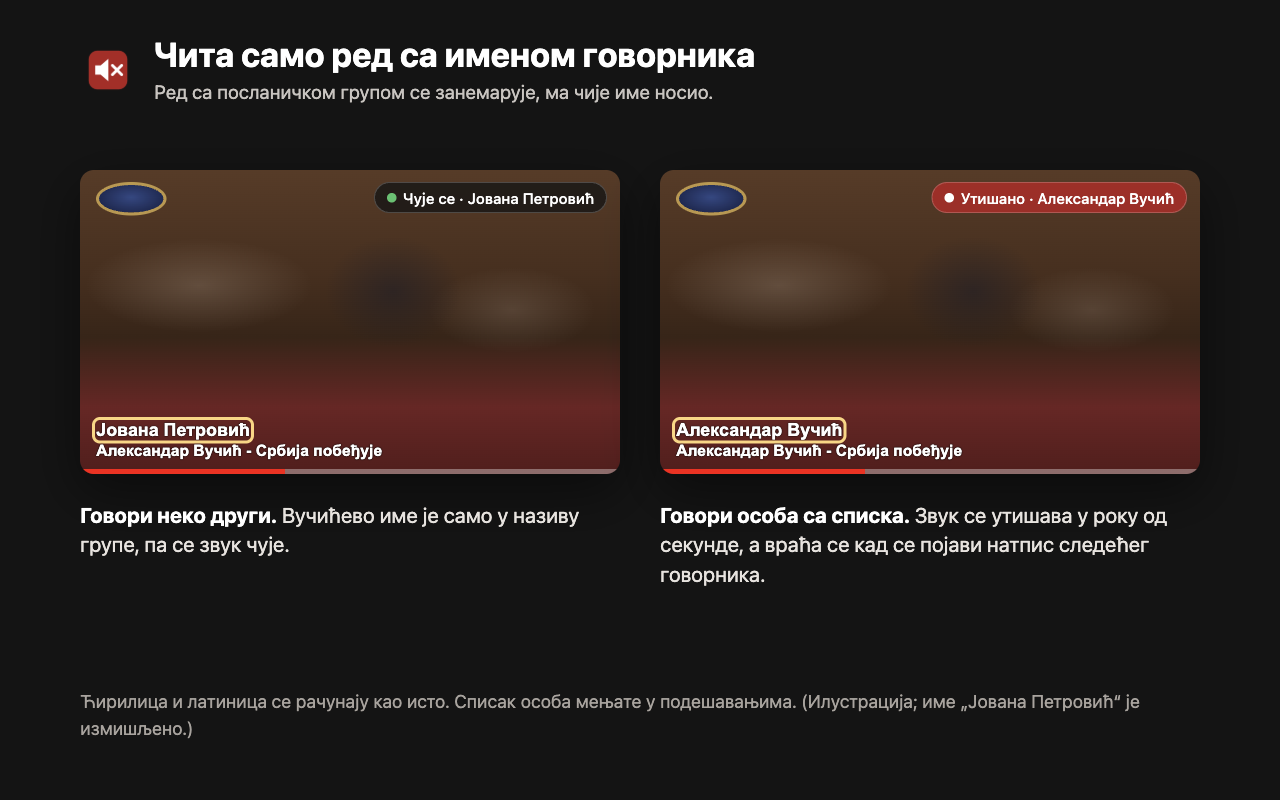 Чита само ред са именом говорника
Ред са посланичком групом се занемарује, ма чије име носио.
Чује се · Јована Петровић
Јована Петровић
Александар Вучић - Србија побеђује
Говори неко други. Вучићево име је само у називу
групе, па се звук чује.
Утишано · Александар Вучић
Александар Вучић
Александар Вучић - Србија побеђује
Говори особа са списка. Звук се утишава у року од
секунде, а враћа се кад се појави натпис следећег
говорника.
Ћирилица и латиница се рачунају као исто. Списак особа мењате у подешавањима. (Илустрација; име „Јована Петровић“ је
измишљено.)